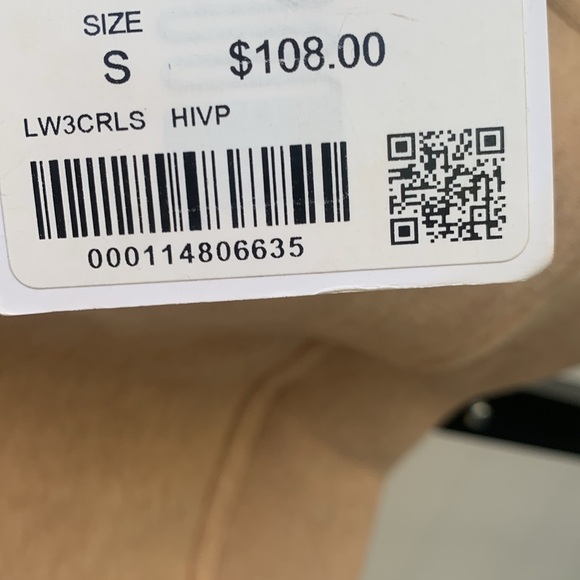 SIZE
S $108.00
LW3CRLS HIVP
000114806635